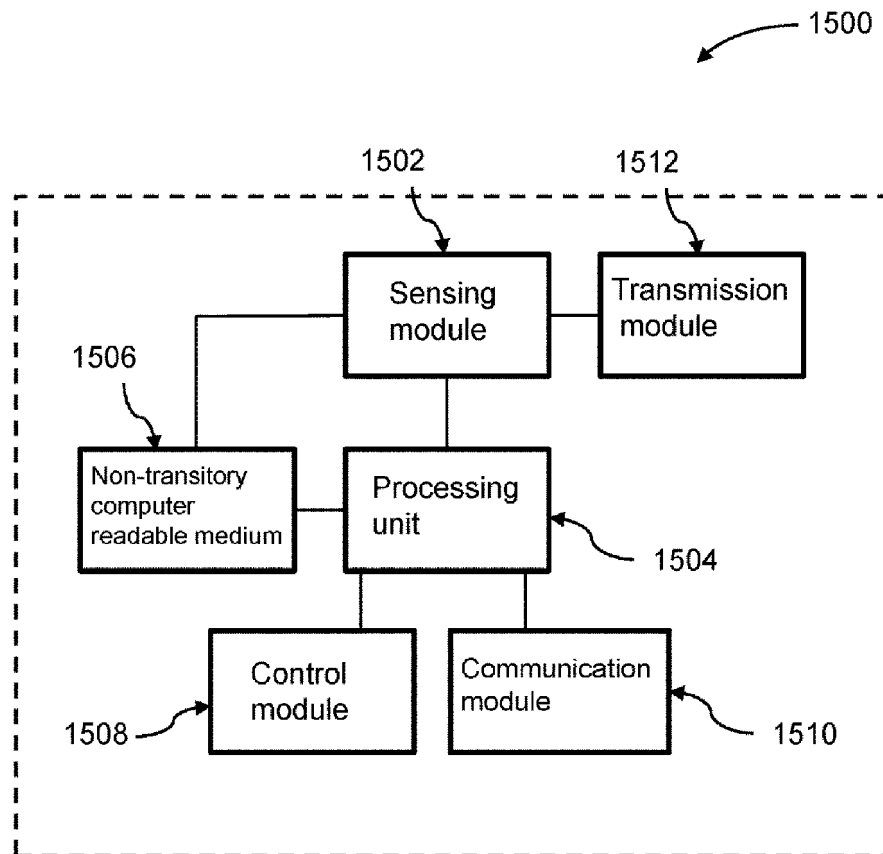 1500
1502
1512
Sensing
module
Transmission
module
1506
Non-transitory
computer
readable medium
Processing
unit
1504
Control
module
Communication
module
1508
1510